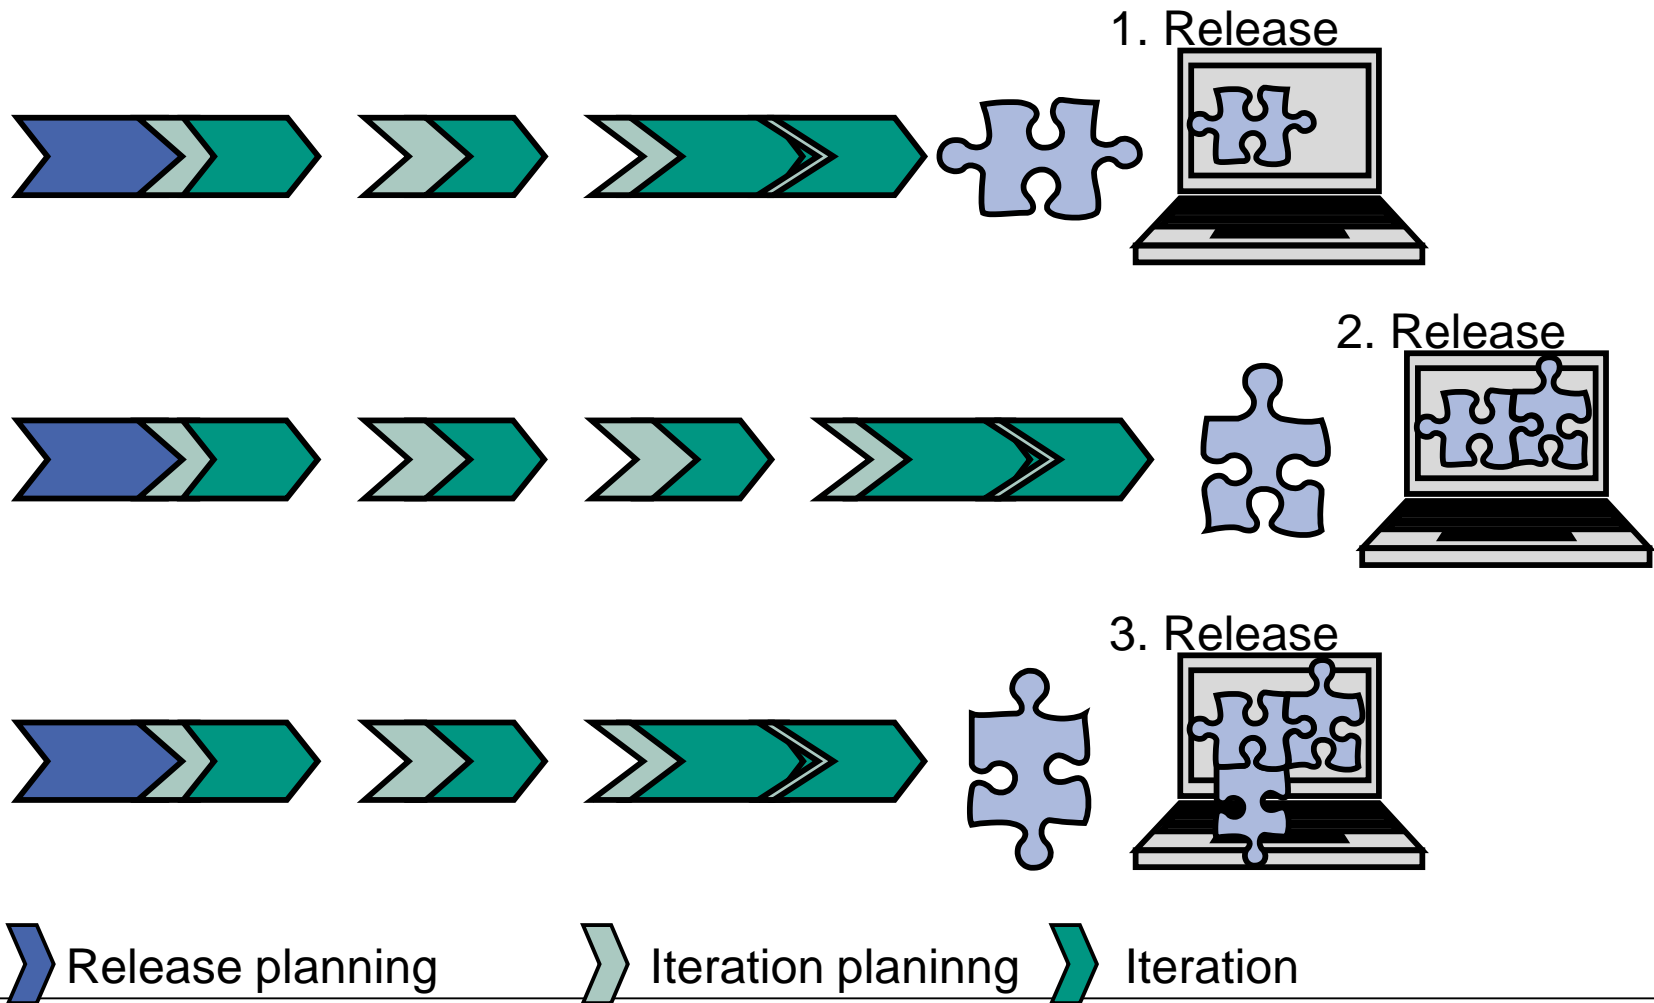 1. Release
2. Release
3. Release
Release planning
Iteration planinng
Iteration